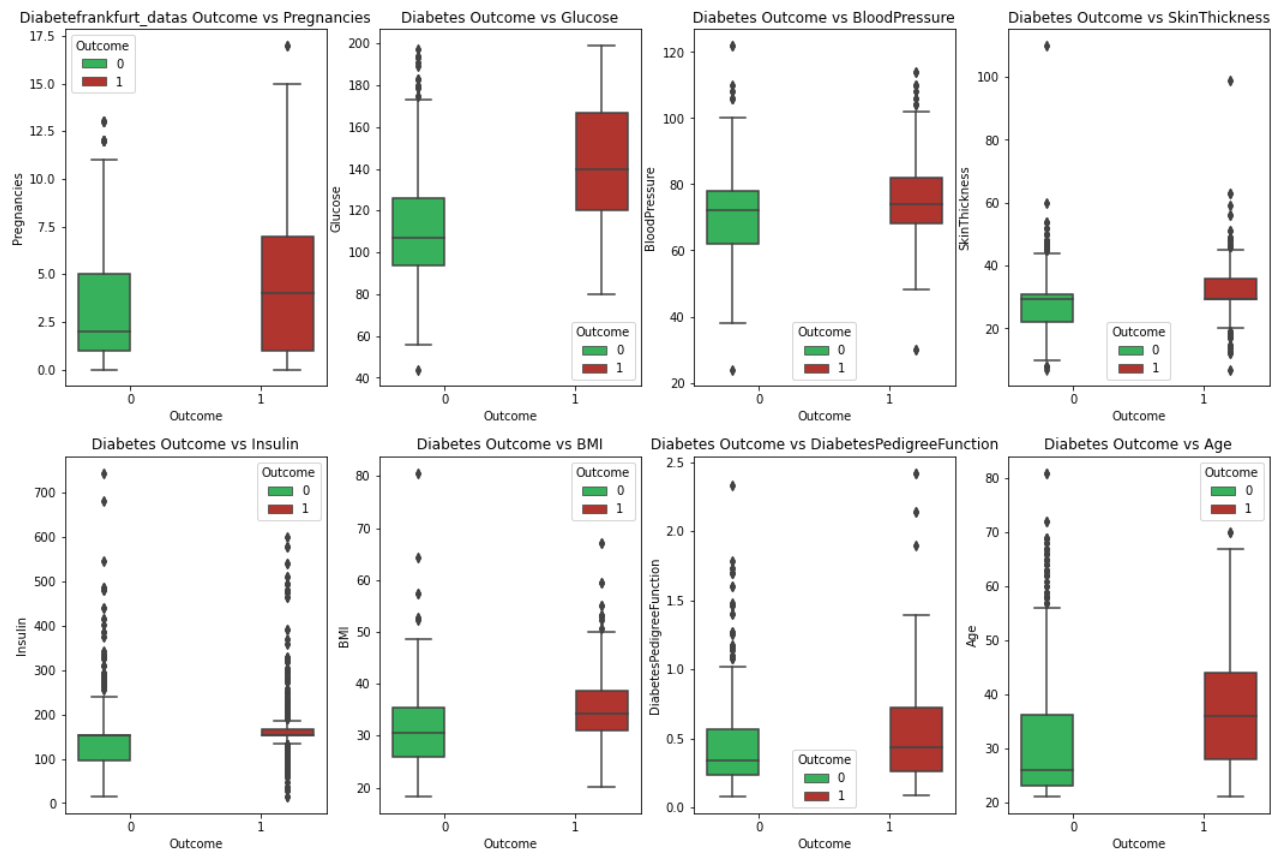 Diabetefrankfurt_datas Outcome vs Pregnancies
17.5
15.0
12.5
10.0
7.5
5.0
2.5
0.0
Pregnancies
Outcome
0
1
0
1
Outcome
Diabetes Outcome vs Glucose
200
180
160
140
120
100
80
60
40
Glucose
Outcome
0
1
0
1
Outcome
Diabetes Outcome vs BloodPressure
120
100
80
60
40
20
BloodPressure
Outcome
0
1
0
1
Outcome
Diabetes Outcome vs SkinThickness
100
80
60
40
20
SkinThickness
Outcome
0
1
0
1
Outcome
Diabetes Outcome vs Insulin
700
600
500
400
300
200
100
0
Insulin
Outcome
0
1
0
1
Outcome
Diabetes Outcome vs BMI
80
70
60
50
40
30
20
BMI
Outcome
0
1
0
1
Outcome
Diabetes Outcome vs DiabetesPedigreeFunction
2.5
2.0
1.5
1.0
0.5
0.0
DiabetesPedigreeFunction
Outcome
0
1
0
1
Outcome
Diabetes Outcome vs Age
80
70
60
50
40
30
20
Age
Outcome
0
1
0
1
Outcome